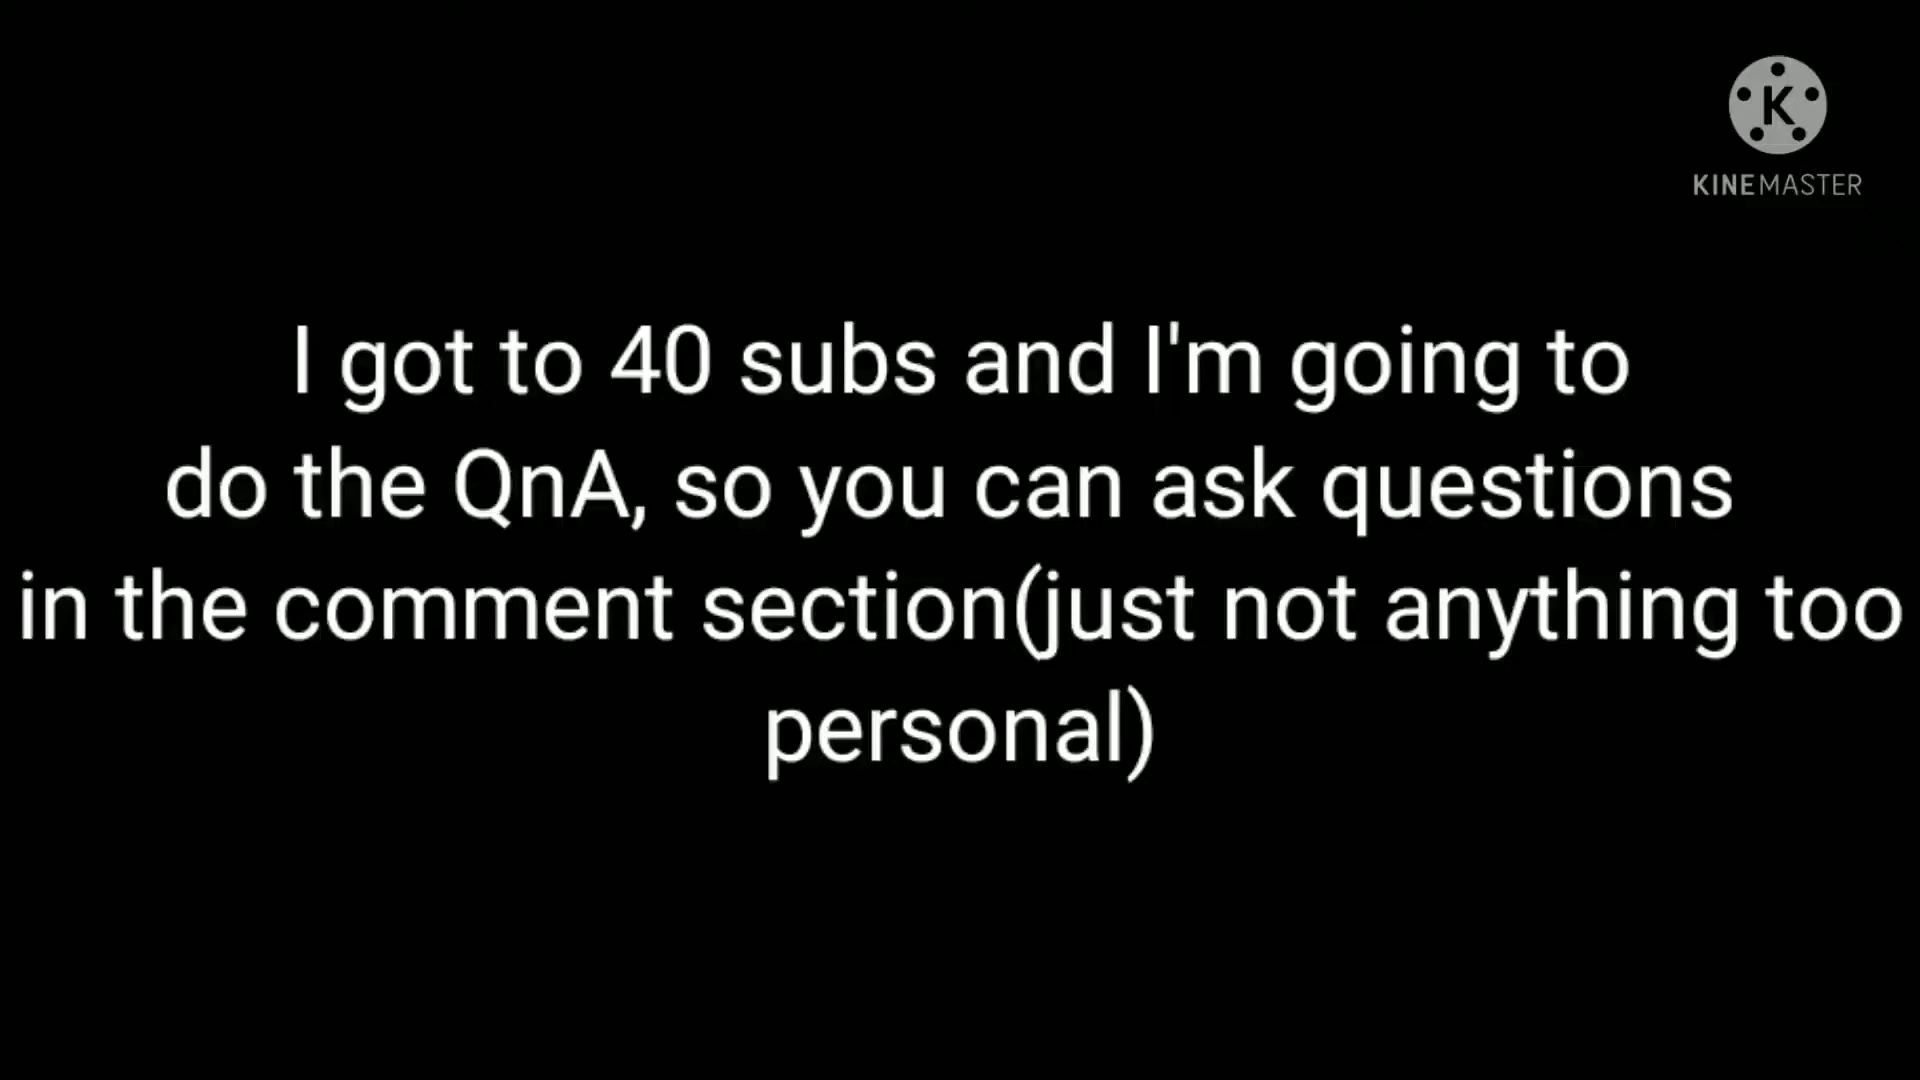 K
KINEMASTER
I got to 40 subs and I'm going to
do the QnA, so you can ask questions
in the comment section(just not anything too
personal)